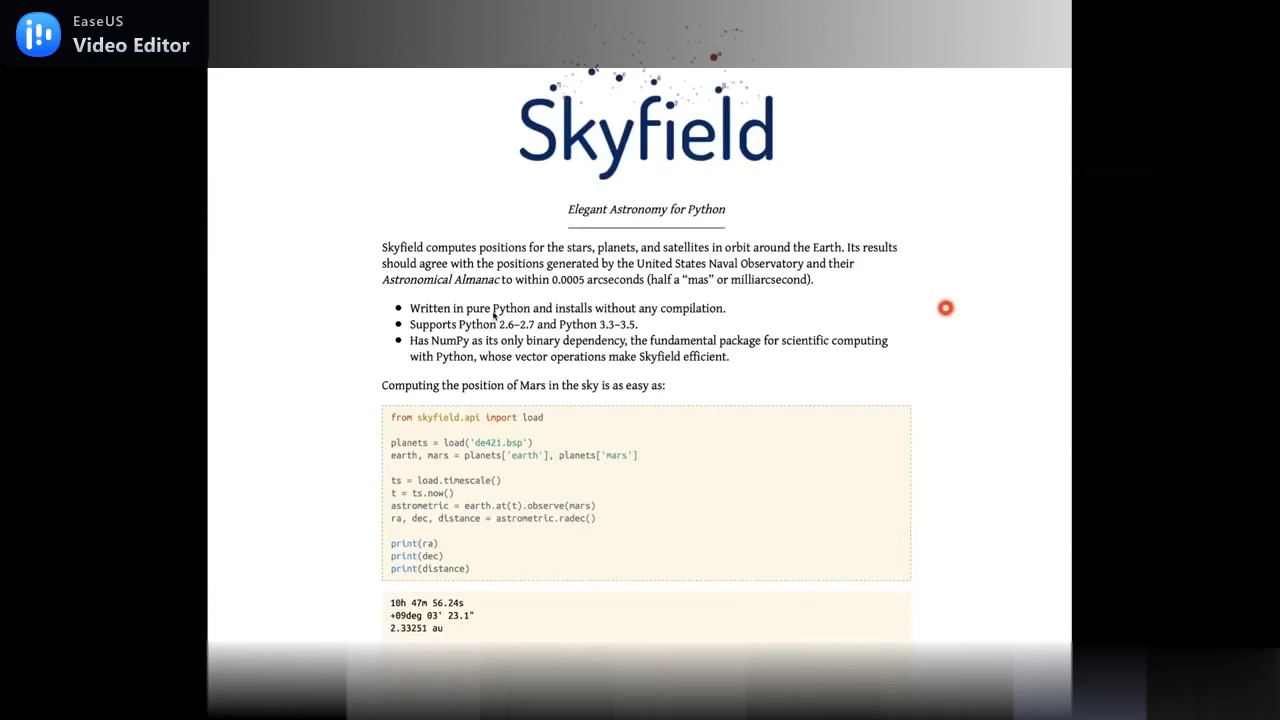 EaseUS
Video Editor
Skyfield
Elegant Astronomy for Python
Skyfield computes positions for the stars, planets, and satellites in orbit around the Earth. Its results
should agree with the positions generated by the United States Naval Observatory and their
Astronomical Almanac to within 0.0005 arcseconds (half a “mas” or milliarcsecond).
• Written in pure Python and installs without any compilation.
• Supports Python 2.6–2.7 and Python 3.3–3.5.
• Has NumPy as its only binary dependency, the fundamental package for scientific computing
with Python, whose vector operations make Skyfield efficient.
Computing the position of Mars in the sky is as easy as:
from skyfield.api import load
planets = load('de421.bsp')
earth, mars = planets['earth'], planets['mars']
ts = load.timescale()
t = ts.now()
astrometric = earth.at(t).observe(mars)
ra, dec, distance = astrometric.radec()
print(ra)
print(dec)
print(distance)
10h 47m 56.24s
+09deg 03' 23.1"
2.33251 au